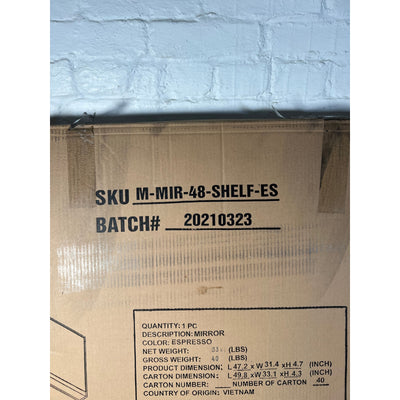 SKU M-MIR-48-SHELF-ES
BATCH# 20210323
QUANTITY: 1 PC
DESCRIPTION: MIRROR
COLOR: ESPRESSO
NET WEIGHT: (LBS)
GROSS WEIGHT: 40 (LBS)
PRODUCT DIMENSION: L 47.2 x W 31.4 x H 4.7 (INCH)
CARTON DIMENSION: L 49.8 x W 33.1 x H 4.3 (INCH)
CARTON NUMBER: NUMBER OF CARTON 40
COUNTRY OF ORIGIN: VIETNAM